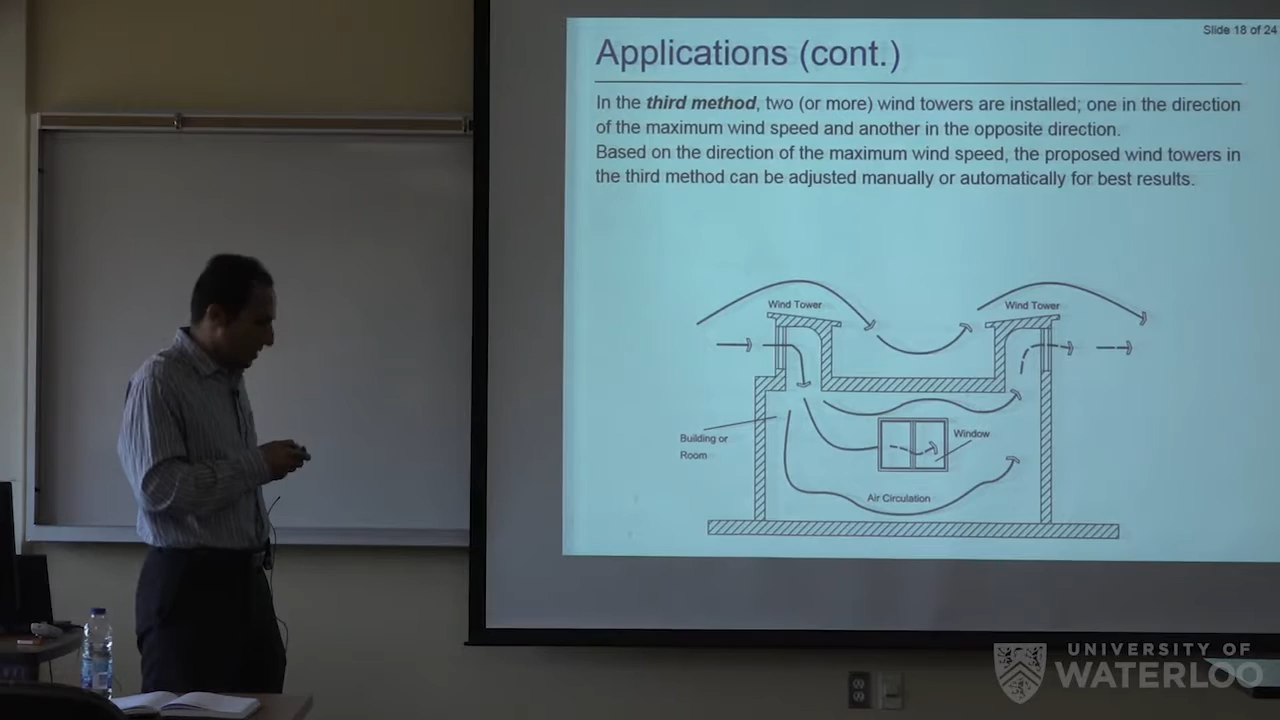 Slide 18 of 24
Applications (cont.)
In the third method, two (or more) wind towers are installed; one in the direction
of the maximum wind speed and another in the opposite direction.
Based on the direction of the maximum wind speed, the proposed wind towers in
the third method can be adjusted manually or automatically for best results.
Wind Tower
Wind Tower
Building or
Room
Window
Air Circulation
UNIVERSITY OF
WATERLOO